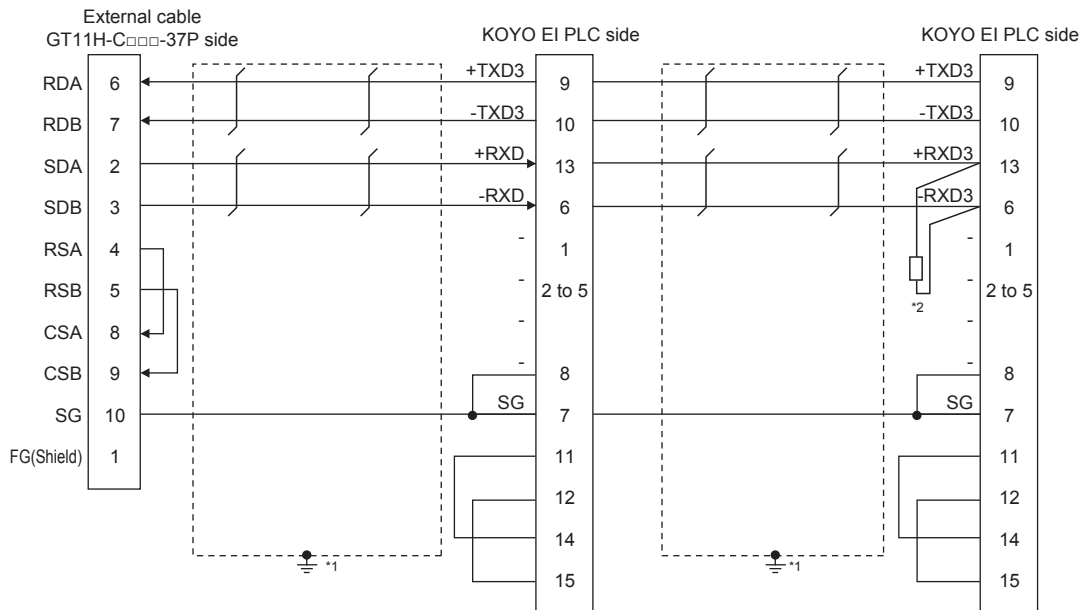 External cable
GT11H-C□□□-37P side
KOYO EI PLC side
KOYO EI PLC side
RDA 6 +TXD3 9 +TXD3 9
RDB 7 -TXD3 10 -TXD3 10
SDA 2 +RXD 13 +RXD3 13
SDB 3 -RXD 6 -RXD3 6
RSA 4 - 1 - 1
RSB 5 - 2 to 5 - 2 to 5
*2
CSA 8 - -
CSB 9 - 8 - 8
SG 10 SG 7 SG 7
FG(Shield) 1 11 11
12 12
14 14
*1 *1
15 15